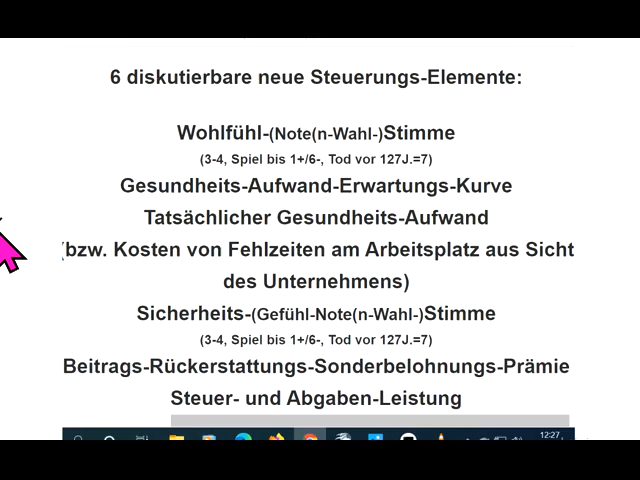 6 diskutierbare neue Steuerungs-Elemente:
Wohlfühl-(Note(n-Wahl-)Stimme
(3-4, Spiel bis 1+/6-, Tod vor 127J.=7)
Gesundheits-Aufwand-Erwartungs-Kurve
Tatsächlicher Gesundheits-Aufwand
(bzw. Kosten von Fehlzeiten am Arbeitsplatz aus Sicht
des Unternehmens)
Sicherheits-(Gefühl-Note(n-Wahl-)Stimme
(3-4, Spiel bis 1+/6-, Tod vor 127J.=7)
Beitrags-Rückerstattungs-Sonderbelohnungs-Prämie
Steuer- und Abgaben-Leistung
12:27